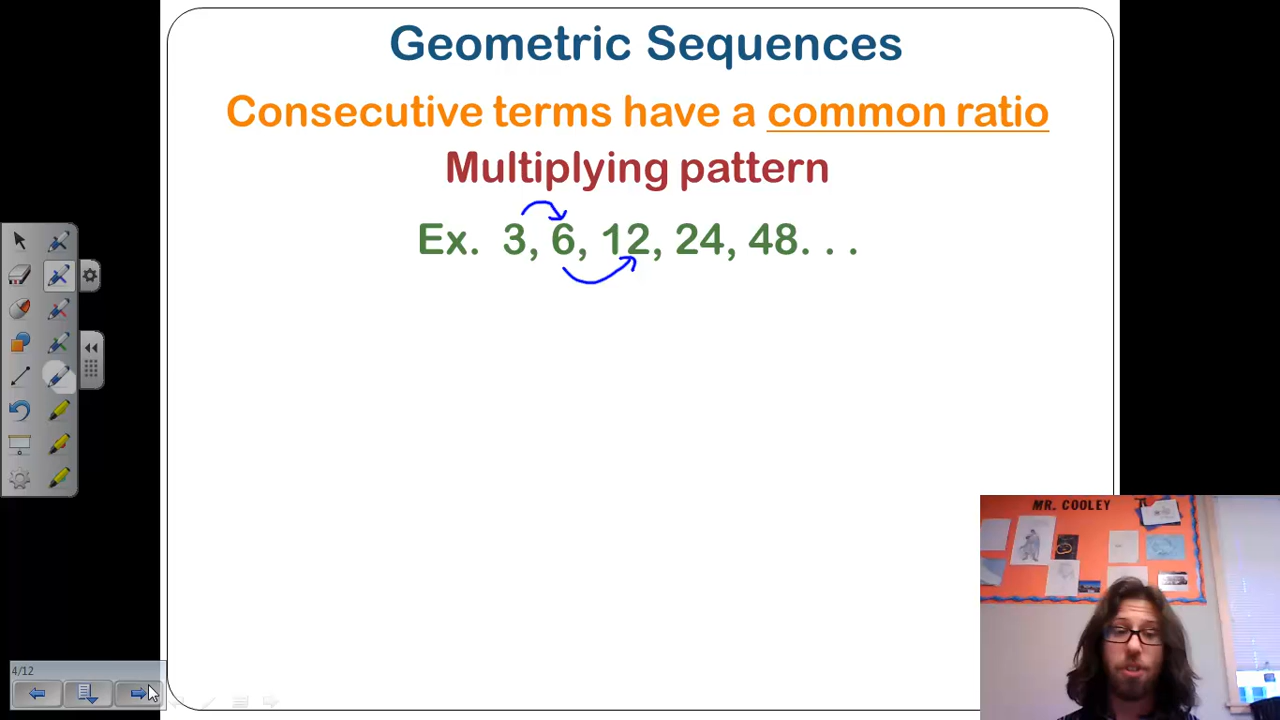 Geometric Sequences
Consecutive terms have a common ratio
Multiplying pattern
Ex. 3, 6, 12, 24, 48. . .
MR. COOLEY
4/12